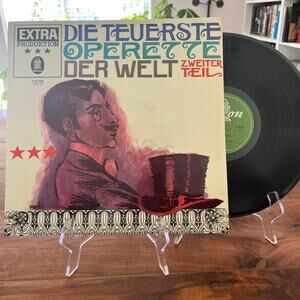 EXTRA
PRODUKTION
DIE TEUERSTE
OPERETTE
DER WELT
ZWEITER
TEIL